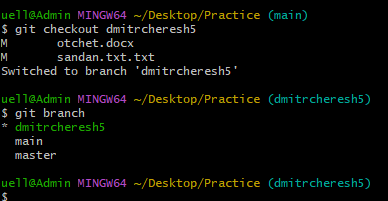 uell@Admin MINGW64 ~/Desktop/Practice (main)
$ git checkout dmitrcheresh5
M       otchet.docx
M       sandan.txt.txt
Switched to branch 'dmitrcheresh5'
uell@Admin MINGW64 ~/Desktop/Practice (dmitrcheresh5)
$ git branch
* dmitrcheresh5
  main
  master
uell@Admin MINGW64 ~/Desktop/Practice (dmitrcheresh5)
$